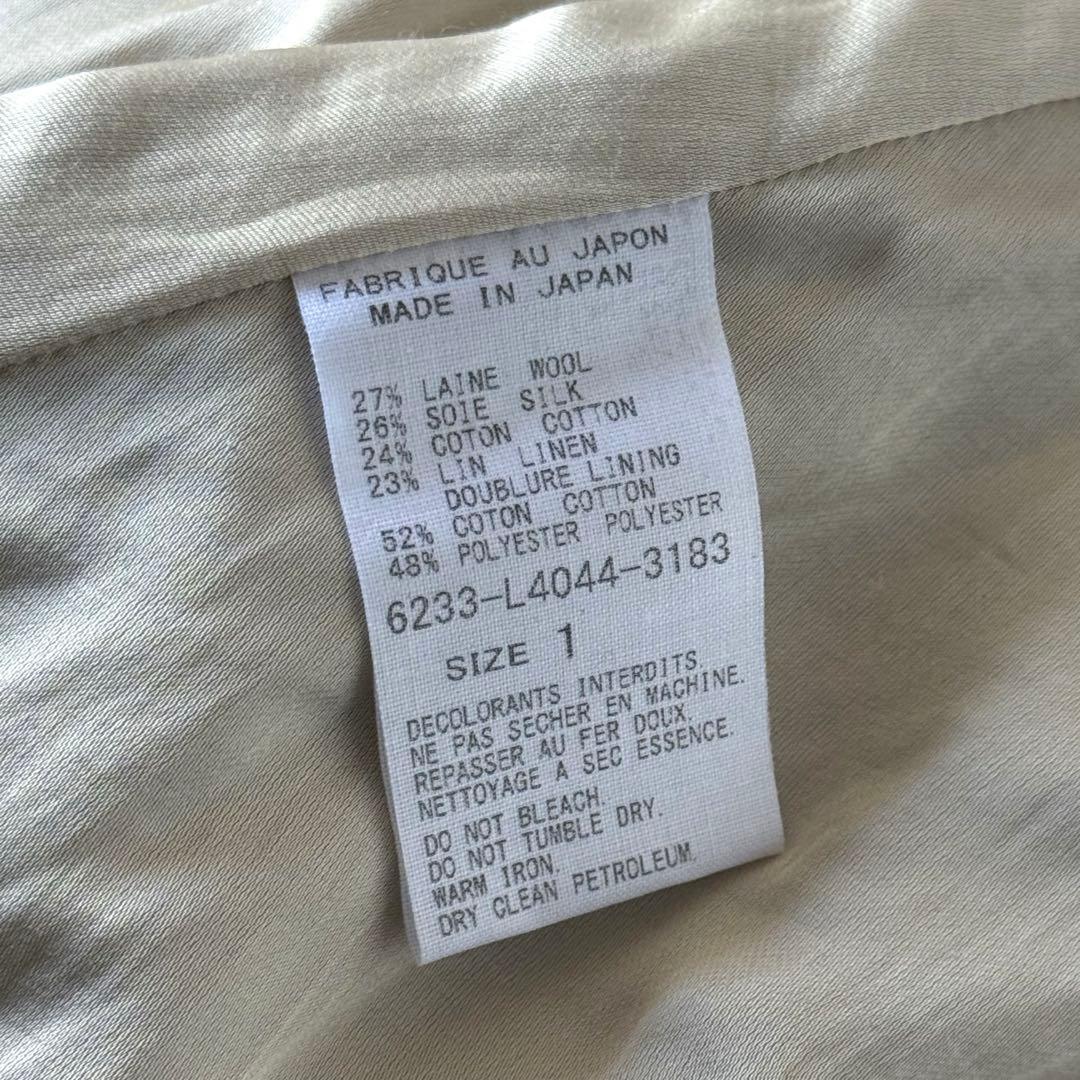 FABRIQUE AU JAPON
MADE IN JAPAN
27% LAINE WOOL
26% SOIE SILK
24% COTON COTTON
23% LIN LINEN
DOUBLURE LINING
52% COTON COTTON
48% POLYESTER POLYESTER
6233-L4044-3183
SIZE 1
DECOLORANTS INTERDITS.
NE PAS SECHER EN MACHINE.
REPASSER AU FER DOUX.
NETTOYAGE A SEC ESSENCE.
DO NOT BLEACH.
DO NOT TUMBLE DRY.
WARM IRON.
DRY CLEAN PETROLEUM.